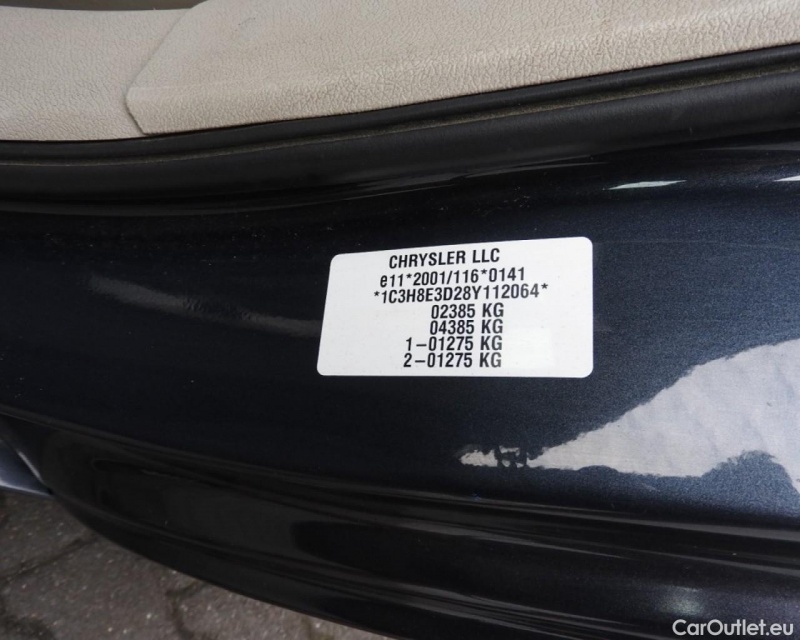 CHRYSLER LLC
e11*2001/116*0141
*1C3H8E3D28Y112064*
02385 KG
04385 KG
1-01275 KG
2-01275 KG
CarOutlet.eu